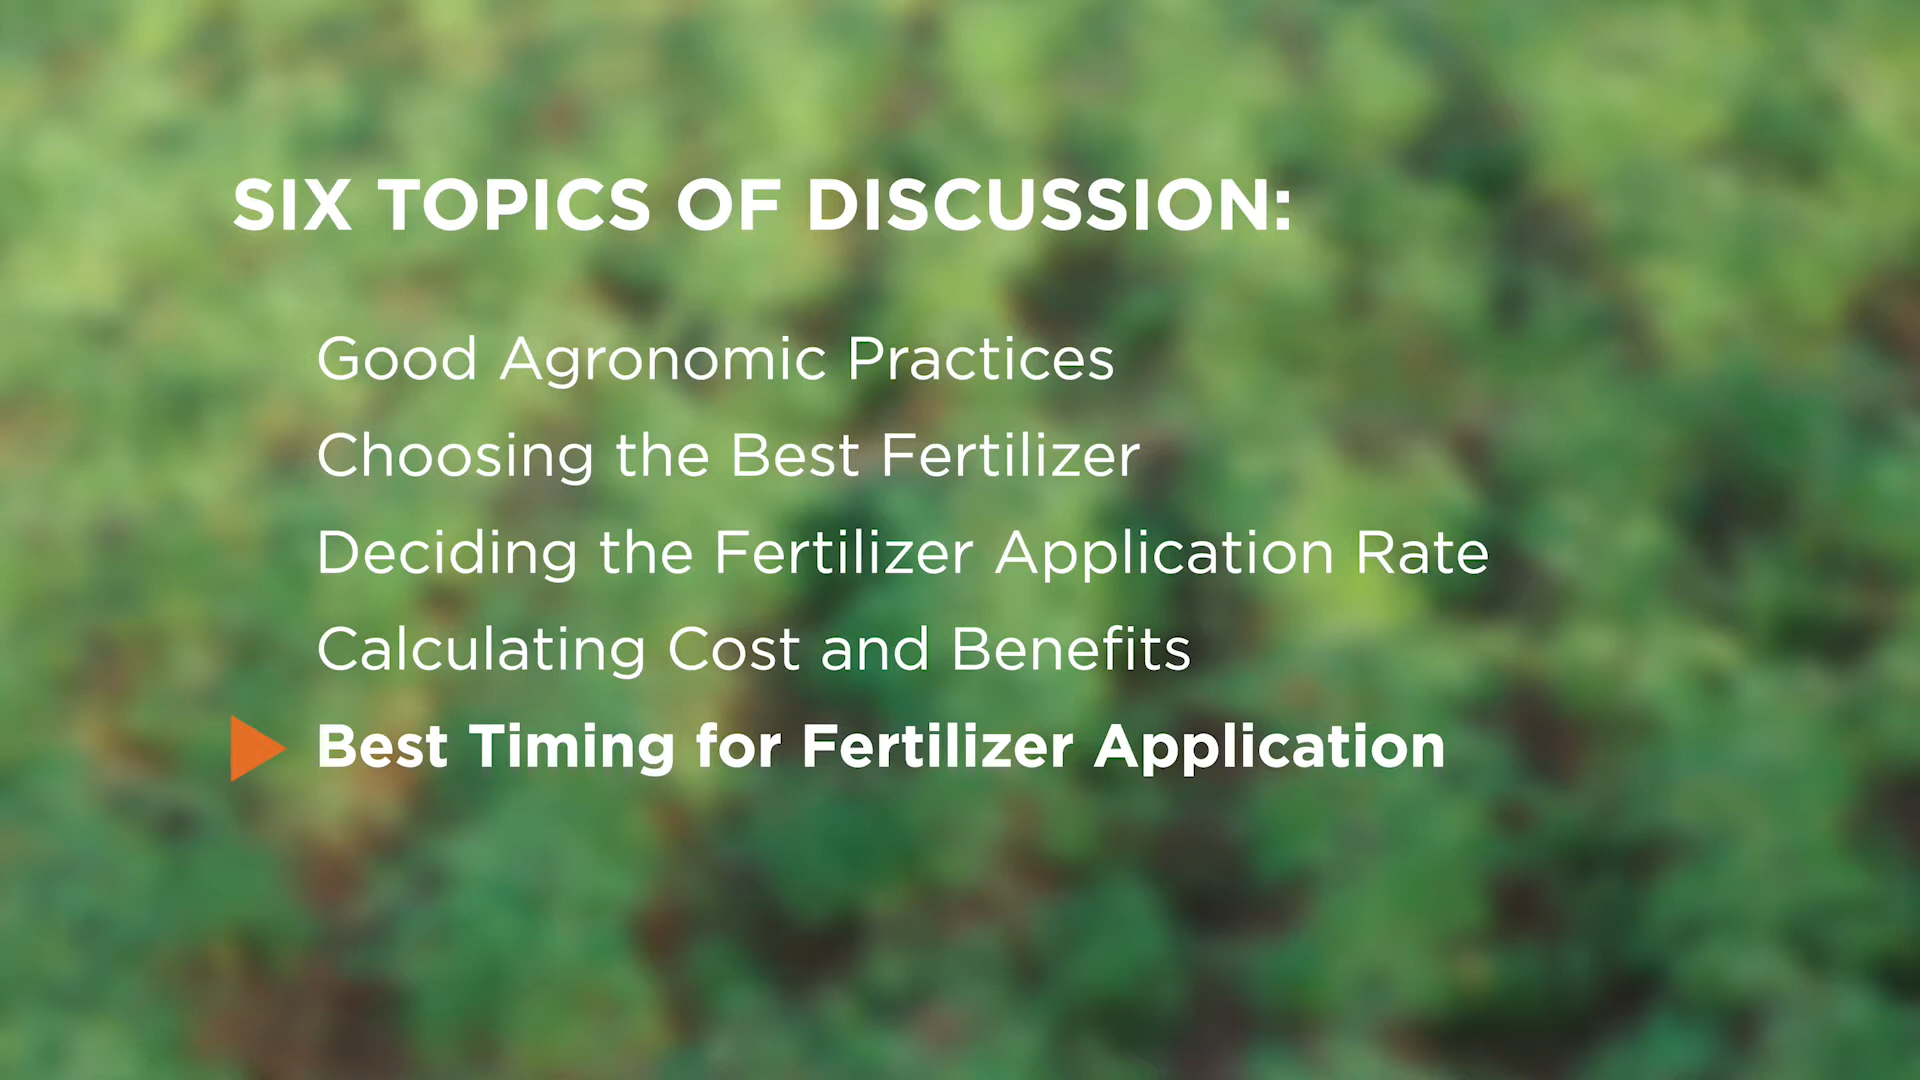 SIX TOPICS OF DISCUSSION:
Good Agronomic Practices
Choosing the Best Fertilizer
Deciding the Fertilizer Application Rate
Calculating Cost and Benefits
Best Timing for Fertilizer Application